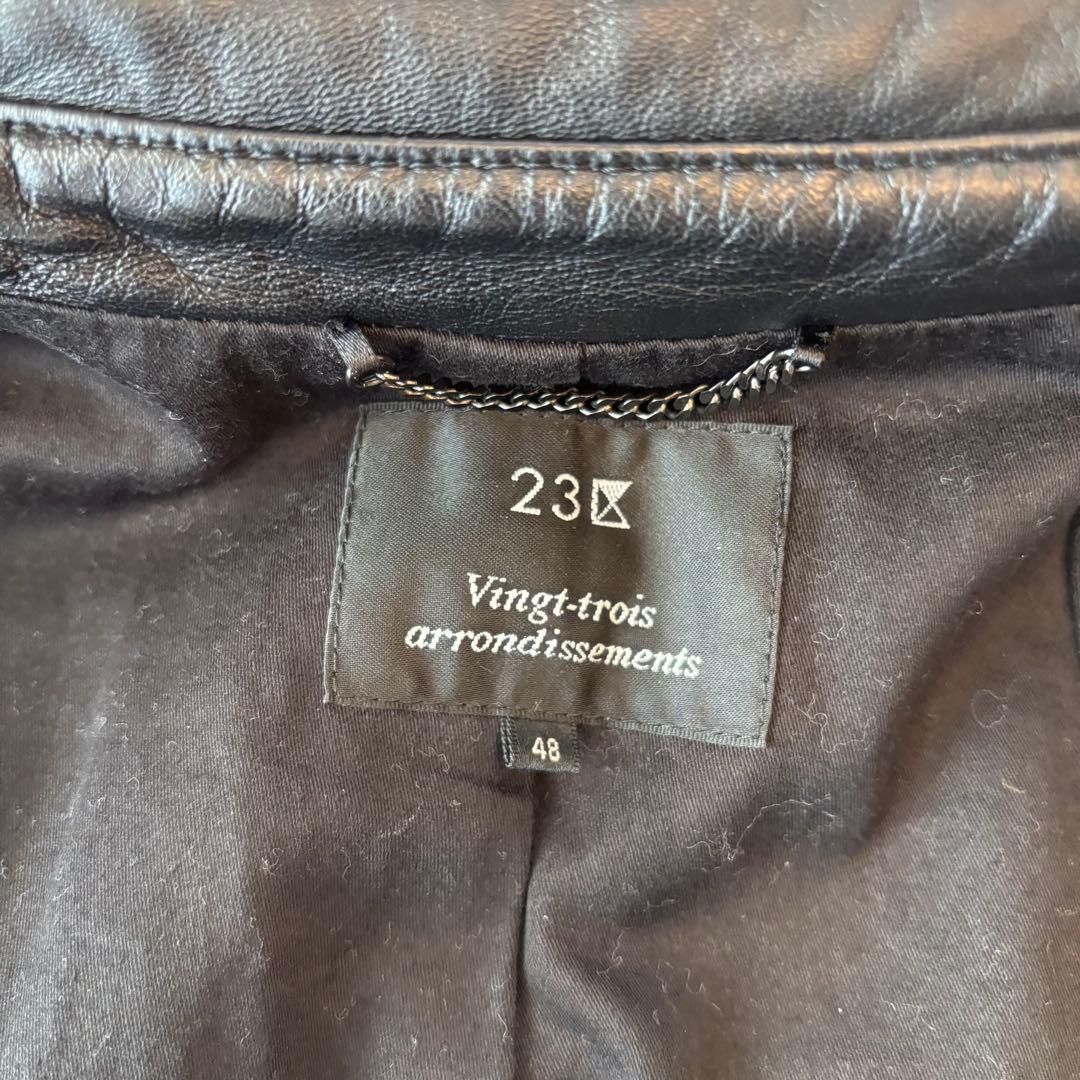 23区
Vingt-trois
arrondissements
48